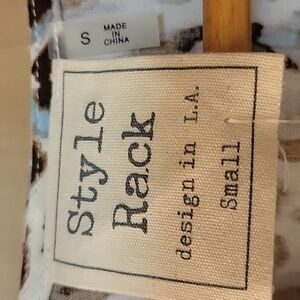 S
MADE
IN
CHINA
Style
Rack
design in L.A.
Small